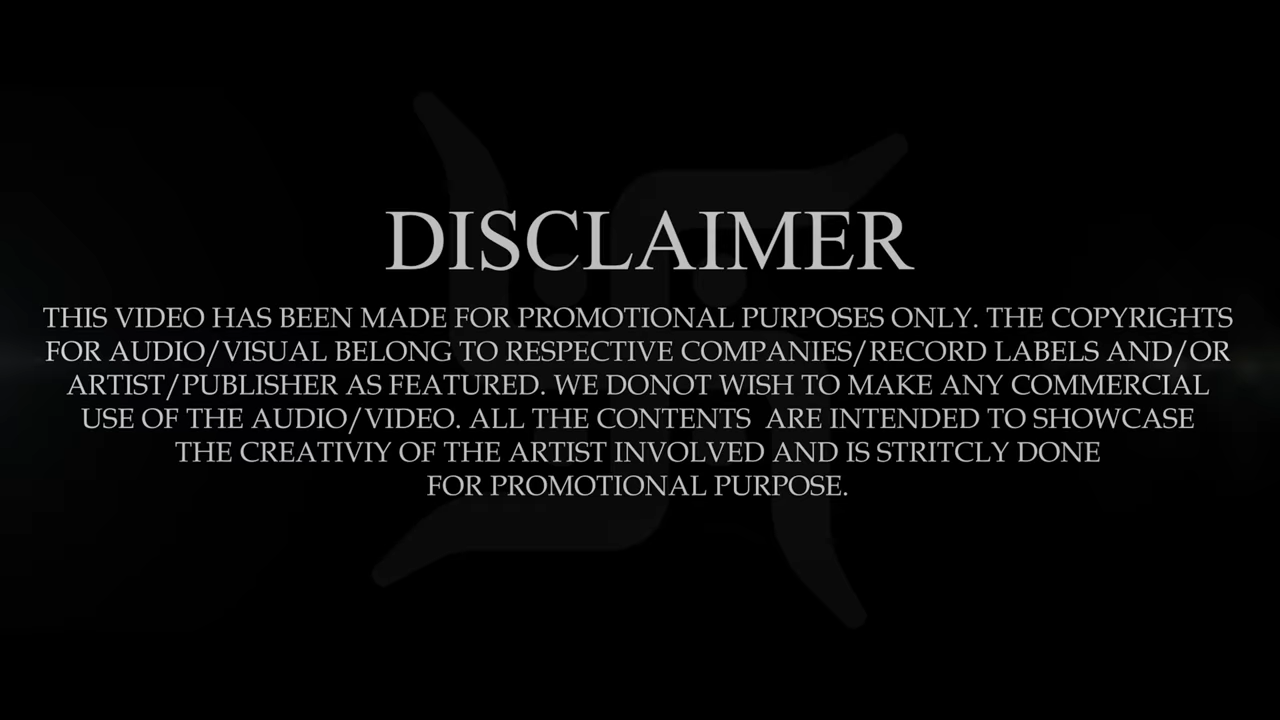 DISCLAIMER
THIS VIDEO HAS BEEN MADE FOR PROMOTIONAL PURPOSES ONLY. THE COPYRIGHTS
FOR AUDIO/VISUAL BELONG TO RESPECTIVE COMPANIES/RECORD LABELS AND/OR
ARTIST/PUBLISHER AS FEATURED. WE DONOT WISH TO MAKE ANY COMMERCIAL
USE OF THE AUDIO/VIDEO. ALL THE CONTENTS  ARE INTENDED TO SHOWCASE
THE CREATIVIY OF THE ARTIST INVOLVED AND IS STRITCLY DONE
FOR PROMOTIONAL PURPOSE.